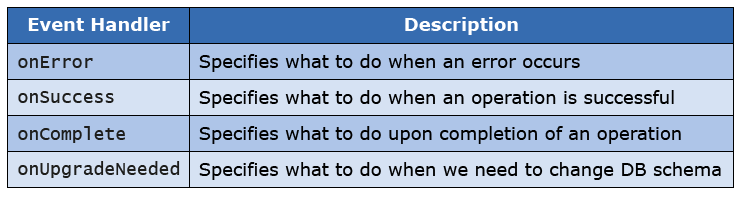 Event Handler Description
onError Specifies what to do when an error occurs
onSuccess Specifies what to do when an operation is successful
onComplete Specifies what to do upon completion of an operation
onUpgradeNeeded Specifies what to do when we need to change DB schema